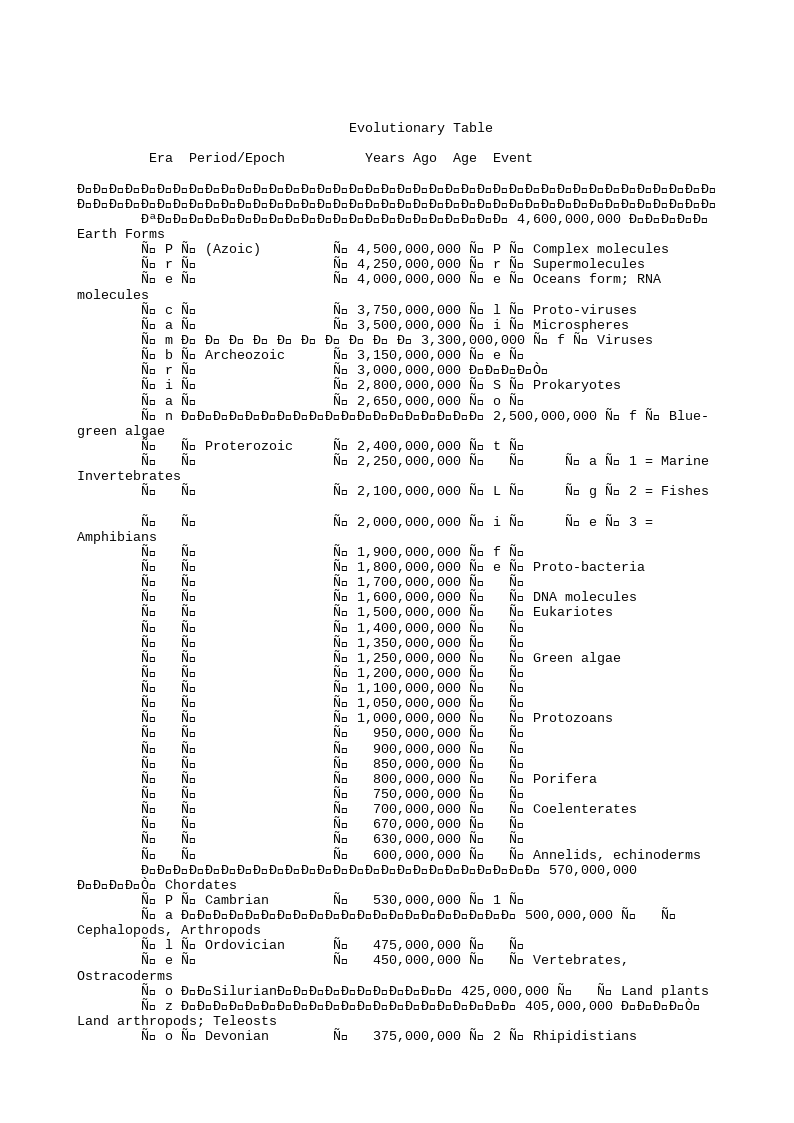 Evolutionary Table
Era Period/Epoch Years Ago Age Event
Ð□Ð□Ð□Ð□Ð□Ð□Ð□Ð□Ð□Ð□Ð□Ð□Ð□Ð□Ð□Ð□Ð□Ð□Ð□Ð□Ð□Ð□Ð□Ð□Ð□Ð□Ð□Ð□Ð□Ð□Ð□Ð□Ð□Ð□Ð□Ð□Ð□Ð□Ð□Ð□
Ð□Ð□Ð□Ð□Ð□Ð□Ð□Ð□Ð□Ð□Ð□Ð□Ð□Ð□Ð□Ð□Ð□Ð□Ð□Ð□Ð□Ð□Ð□Ð□Ð□Ð□Ð□Ð□Ð□Ð□Ð□Ð□Ð□Ð□Ð□Ð□Ð□Ð□Ð□Ð□
ÐªÐ□Ð□Ð□Ð□Ð□Ð□Ð□Ð□Ð□Ð□Ð□Ð□Ð□Ð□Ð□Ð□Ð□Ð□Ð□Ð□Ð□Ð□ 4,600,000,000 Ð□Ð□Ð□Ð□Ð□
Earth Forms
Ñ□ P Ñ□ (Azoic) Ñ□ 4,500,000,000 Ñ□ P Ñ□ Complex molecules
Ñ□ r Ñ□ Ñ□ 4,250,000,000 Ñ□ r Ñ□ Supermolecules
Ñ□ e Ñ□ Ñ□ 4,000,000,000 Ñ□ e Ñ□ Oceans form; RNA
molecules
Ñ□ c Ñ□ Ñ□ 3,750,000,000 Ñ□ l Ñ□ Proto-viruses
Ñ□ a Ñ□ Ñ□ 3,500,000,000 Ñ□ i Ñ□ Microspheres
Ñ□ m Ð□ Ð□ Ð□ Ð□ Ð□ Ð□ Ð□ Ð□ Ð□ Ð□ 3,300,000,000 Ñ□ f Ñ□ Viruses
Ñ□ b Ñ□ Archeozoic Ñ□ 3,150,000,000 Ñ□ e Ñ□
Ñ□ r Ñ□ Ñ□ 3,000,000,000 Ð□Ð□Ð□Ð□Ò□
Ñ□ i Ñ□ Ñ□ 2,800,000,000 Ñ□ S Ñ□ Prokaryotes
Ñ□ a Ñ□ Ñ□ 2,650,000,000 Ñ□ o Ñ□
Ñ□ n Ð□Ð□Ð□Ð□Ð□Ð□Ð□Ð□Ð□Ð□Ð□Ð□Ð□Ð□Ð□Ð□Ð□Ð□Ð□ 2,500,000,000 Ñ□ f Ñ□ Blue-
green algae
Ñ□ Ñ□ Proterozoic Ñ□ 2,400,000,000 Ñ□ t Ñ□
Ñ□ Ñ□ Ñ□ 2,250,000,000 Ñ□ Ñ□ Ñ□ a Ñ□ 1 = Marine
Invertebrates
Ñ□ Ñ□ Ñ□ 2,100,000,000 Ñ□ L Ñ□ Ñ□ g Ñ□ 2 = Fishes
Ñ□ Ñ□ Ñ□ 2,000,000,000 Ñ□ i Ñ□ Ñ□ e Ñ□ 3 =
Amphibians
Ñ□ Ñ□ Ñ□ 1,900,000,000 Ñ□ f Ñ□
Ñ□ Ñ□ Ñ□ 1,800,000,000 Ñ□ e Ñ□ Proto-bacteria
Ñ□ Ñ□ Ñ□ 1,700,000,000 Ñ□ Ñ□
Ñ□ Ñ□ Ñ□ 1,600,000,000 Ñ□ Ñ□ DNA molecules
Ñ□ Ñ□ Ñ□ 1,500,000,000 Ñ□ Ñ□ Eukariotes
Ñ□ Ñ□ Ñ□ 1,400,000,000 Ñ□ Ñ□
Ñ□ Ñ□ Ñ□ 1,350,000,000 Ñ□ Ñ□
Ñ□ Ñ□ Ñ□ 1,250,000,000 Ñ□ Ñ□ Green algae
Ñ□ Ñ□ Ñ□ 1,200,000,000 Ñ□ Ñ□
Ñ□ Ñ□ Ñ□ 1,100,000,000 Ñ□ Ñ□
Ñ□ Ñ□ Ñ□ 1,050,000,000 Ñ□ Ñ□
Ñ□ Ñ□ Ñ□ 1,000,000,000 Ñ□ Ñ□ Protozoans
Ñ□ Ñ□ Ñ□ 950,000,000 Ñ□ Ñ□
Ñ□ Ñ□ Ñ□ 900,000,000 Ñ□ Ñ□
Ñ□ Ñ□ Ñ□ 850,000,000 Ñ□ Ñ□
Ñ□ Ñ□ Ñ□ 800,000,000 Ñ□ Ñ□ Porifera
Ñ□ Ñ□ Ñ□ 750,000,000 Ñ□ Ñ□
Ñ□ Ñ□ Ñ□ 700,000,000 Ñ□ Ñ□ Coelenterates
Ñ□ Ñ□ Ñ□ 670,000,000 Ñ□ Ñ□
Ñ□ Ñ□ Ñ□ 630,000,000 Ñ□ Ñ□
Ñ□ Ñ□ Ñ□ 600,000,000 Ñ□ Ñ□ Annelids, echinoderms
Ð□Ð□Ð□Ð□Ð□Ð□Ð□Ð□Ð□Ð□Ð□Ð□Ð□Ð□Ð□Ð□Ð□Ð□Ð□Ð□Ð□Ð□Ð□Ð□Ð□ 570,000,000
Ð□Ð□Ð□Ð□Ò□ Chordates
Ñ□ P Ñ□ Cambrian Ñ□ 530,000,000 Ñ□ 1 Ñ□
Ñ□ a Ð□Ð□Ð□Ð□Ð□Ð□Ð□Ð□Ð□Ð□Ð□Ð□Ð□Ð□Ð□Ð□Ð□Ð□Ð□Ð□Ð□ 500,000,000 Ñ□ Ñ□
Cephalopods, Arthropods
Ñ□ l Ñ□ Ordovician Ñ□ 475,000,000 Ñ□ Ñ□
Ñ□ e Ñ□ Ñ□ 450,000,000 Ñ□ Ñ□ Vertebrates,
Ostracoderms
Ñ□ o Ð□Ð□SilurianÐ□Ð□Ð□Ð□Ð□Ð□Ð□Ð□Ð□Ð□Ð□ 425,000,000 Ñ□ Ñ□ Land plants
Ñ□ z Ð□Ð□Ð□Ð□Ð□Ð□Ð□Ð□Ð□Ð□Ð□Ð□Ð□Ð□Ð□Ð□Ð□Ð□Ð□Ð□Ð□ 405,000,000 Ð□Ð□Ð□Ð□Ò□
Land arthropods; Teleosts
Ñ□ o Ñ□ Devonian Ñ□ 375,000,000 Ñ□ 2 Ñ□ Rhipidistians